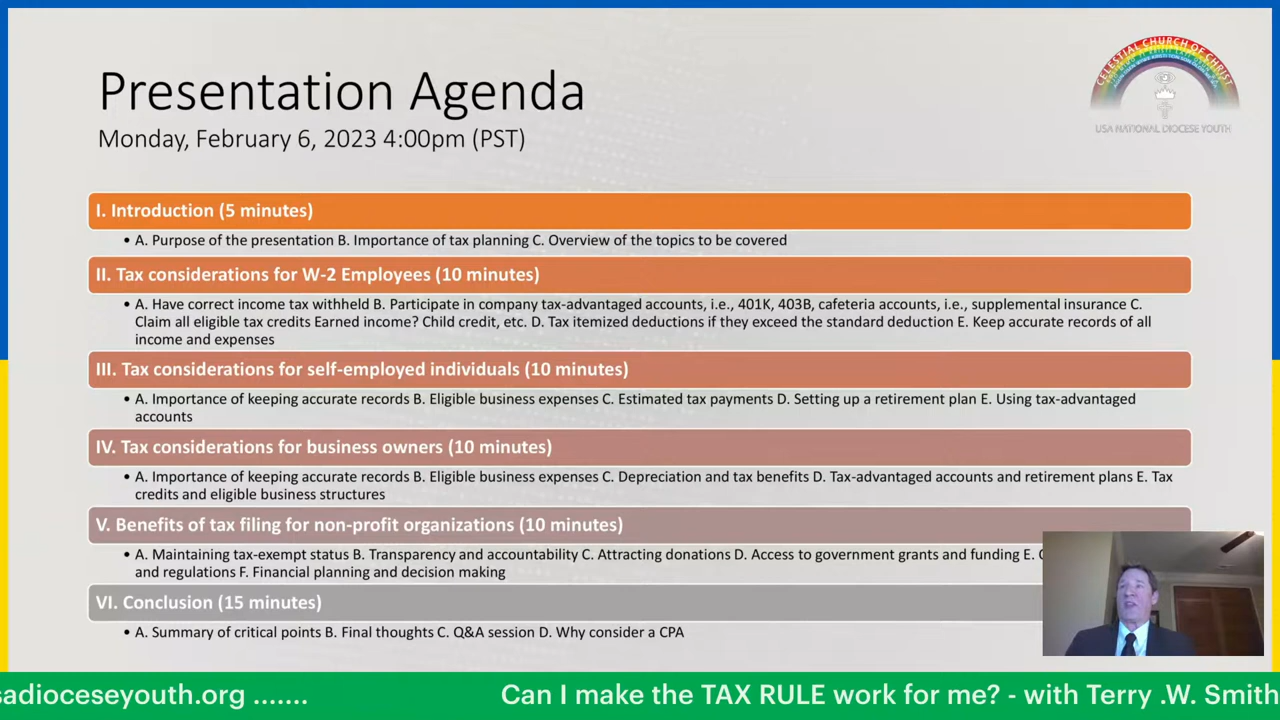 Presentation Agenda
Monday, February 6, 2023 4:00pm (PST)
CELESTIAL CHURCH OF CHRIST
USA NATIONAL DIOCESE YOUTH
I. Introduction (5 minutes)
• A. Purpose of the presentation B. Importance of tax planning C. Overview of the topics to be covered
II. Tax considerations for W-2 Employees (10 minutes)
• A. Have correct income tax withheld B. Participate in company tax-advantaged accounts, i.e., 401K, 403B, cafeteria accounts, i.e., supplemental insurance C.
Claim all eligible tax credits Earned income? Child credit, etc. D. Tax itemized deductions if they exceed the standard deduction E. Keep accurate records of all
income and expenses
III. Tax considerations for self-employed individuals (10 minutes)
• A. Importance of keeping accurate records B. Eligible business expenses C. Estimated tax payments D. Setting up a retirement plan E. Using tax-advantaged
accounts
IV. Tax considerations for business owners (10 minutes)
• A. Importance of keeping accurate records B. Eligible business expenses C. Depreciation and tax benefits D. Tax-advantaged accounts and retirement plans E. Tax
credits and eligible business structures
V. Benefits of tax filing for non-profit organizations (10 minutes)
• A. Maintaining tax-exempt status B. Transparency and accountability C. Attracting donations D. Access to government grants and funding E.
and regulations F. Financial planning and decision making
VI. Conclusion (15 minutes)
• A. Summary of critical points B. Final thoughts C. Q&A session D. Why consider a CPA
sadioceseyouth.org ....... Can I make the TAX RULE work for me? - with Terry .W. Smith